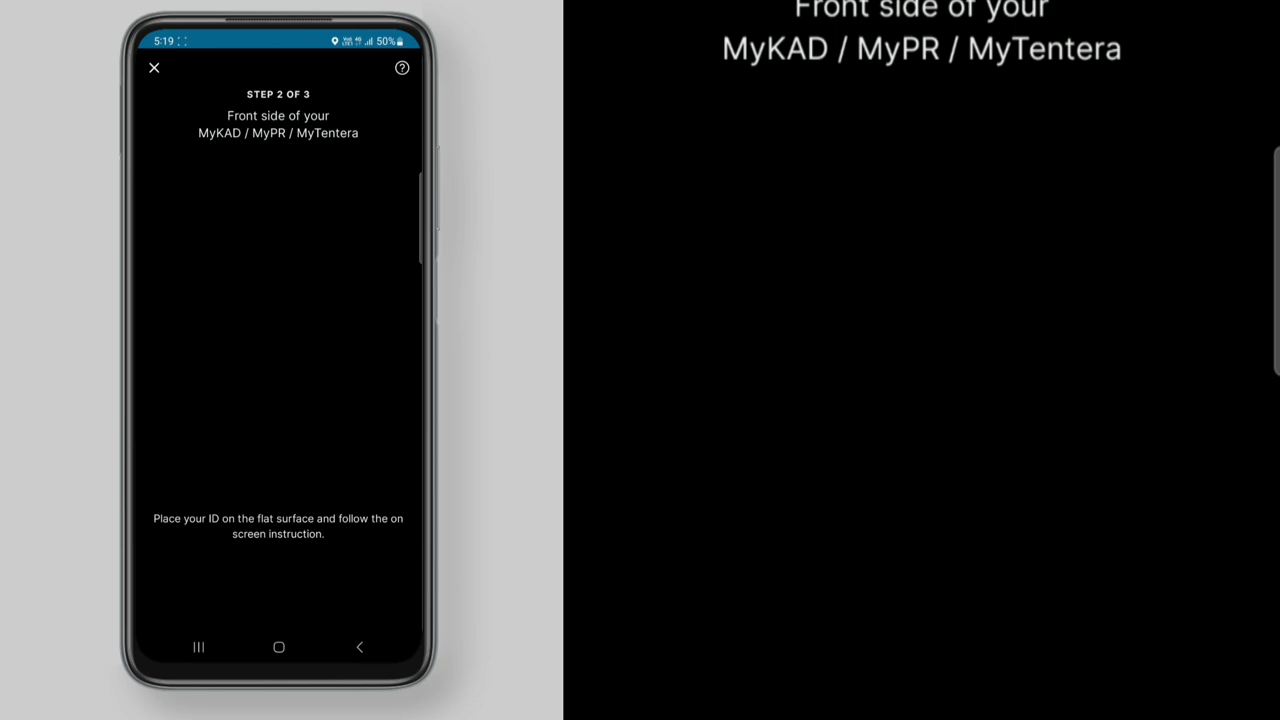 5:19
50%
STEP 2 OF 3
Front side of your
MyKAD / MyPR / MyTentera
Place your ID on the flat surface and follow the on
screen instruction.
Front side of your
MyKAD / MyPR / MyTentera